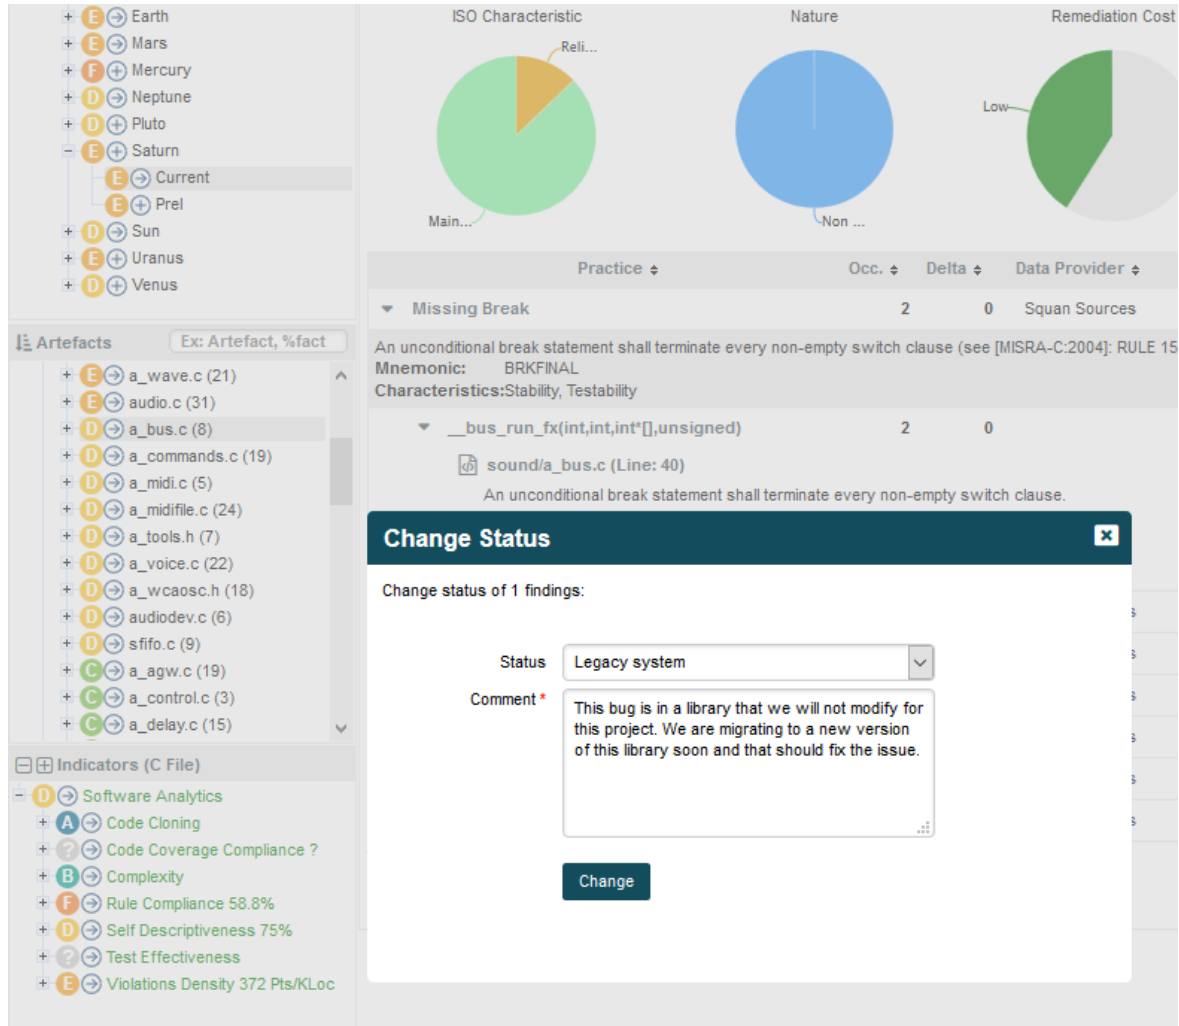 E Earth
E Mars
F Mercury
D Neptune
D Pluto
E Saturn
E Current
E Prel
D Sun
E Uranus
D Venus
Artefacts Ex: Artefact, %fact
E a_wave.c (21)
E audio.c (31)
D a_bus.c (8)
D a_commands.c (19)
D a_midi.c (5)
D a_midifile.c (24)
D a_tools.h (7)
D a_voice.c (22)
D a_wcaosc.h (18)
D audiodev.c (6)
D sfifo.c (9)
C a_agw.c (19)
C a_control.c (3)
C a_delay.c (15)
Indicators (C File)
D Software Analytics
A Code Cloning
? Code Coverage Compliance ?
B Complexity
F Rule Compliance 58.8%
D Self Descriptiveness 75%
? Test Effectiveness
E Violations Density 372 Pts/KLoc
ISO Characteristic Nature Remediation Cost
Reli...
Low
Main... Non ...
Practice Occ. Delta Data Provider
Missing Break 2 0 Squan Sources
An unconditional break statement shall terminate every non-empty switch clause (see [MISRA-C:2004]: RULE 15
Mnemonic: BRKFINAL
Characteristics:Stability, Testability
__bus_run_fx(int,int,int*[],unsigned) 2 0
sound/a_bus.c (Line: 40)
An unconditional break statement shall terminate every non-empty switch clause.
Change Status
Change status of 1 findings:
Status Legacy system
Comment * This bug is in a library that we will not modify for
this project. We are migrating to a new version
of this library soon and that should fix the issue.
Change